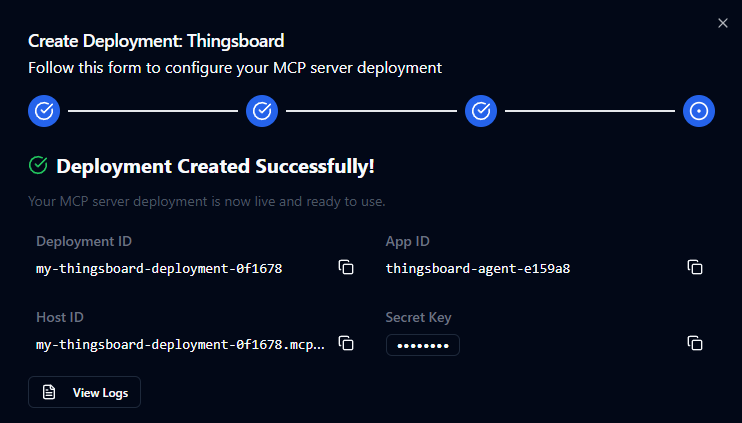 Create Deployment: Thingsboard
Follow this form to configure your MCP server deployment
Deployment Created Successfully!
Your MCP server deployment is now live and ready to use.
Deployment ID
my-thingsboard-deployment-0f1678
App ID
thingsboard-agent-e159a8
Host ID
my-thingsboard-deployment-0f1678.mcp...
Secret Key
••••••••
View Logs